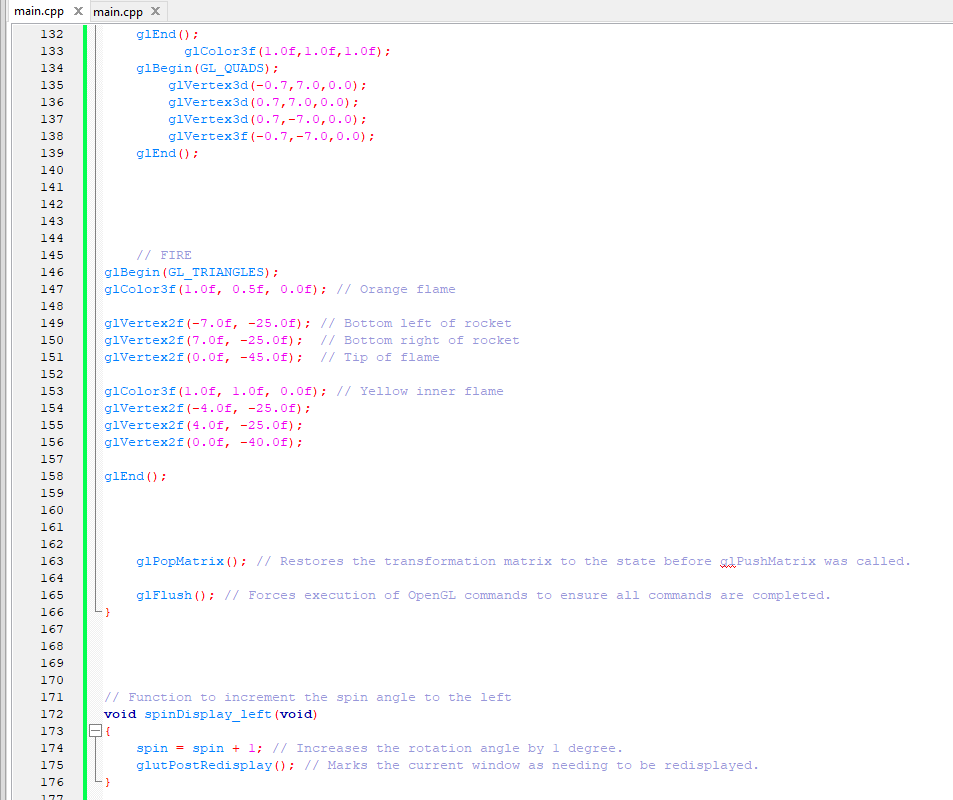 main.cpp X main.cpp X
132 glEnd();
133 glColor3f(1.0f,1.0f,1.0f);
134 glBegin(GL_QUADS);
135 glVertex3d(-0.7,7.0,0.0);
136 glVertex3d(0.7,7.0,0.0);
137 glVertex3d(0.7,-7.0,0.0);
138 glVertex3f(-0.7,-7.0,0.0);
139 glEnd();
140
141
142
143
144
145 // FIRE
146 glBegin(GL_TRIANGLES);
147 glColor3f(1.0f, 0.5f, 0.0f); // Orange flame
148
149 glVertex2f(-7.0f, -25.0f); // Bottom left of rocket
150 glVertex2f(7.0f, -25.0f); // Bottom right of rocket
151 glVertex2f(0.0f, -45.0f); // Tip of flame
152
153 glColor3f(1.0f, 1.0f, 0.0f); // Yellow inner flame
154 glVertex2f(-4.0f, -25.0f);
155 glVertex2f(4.0f, -25.0f);
156 glVertex2f(0.0f, -40.0f);
157
158 glEnd();
159
160
161
162
163 glPopMatrix(); // Restores the transformation matrix to the state before glPushMatrix was called.
164
165 glFlush(); // Forces execution of OpenGL commands to ensure all commands are completed.
166 }
167
168
169
170
171 // Function to increment the spin angle to the left
172 void spinDisplay_left(void)
173 {
174 spin = spin + 1; // Increases the rotation angle by 1 degree.
175 glutPostRedisplay(); // Marks the current window as needing to be redisplayed.
176 }
177